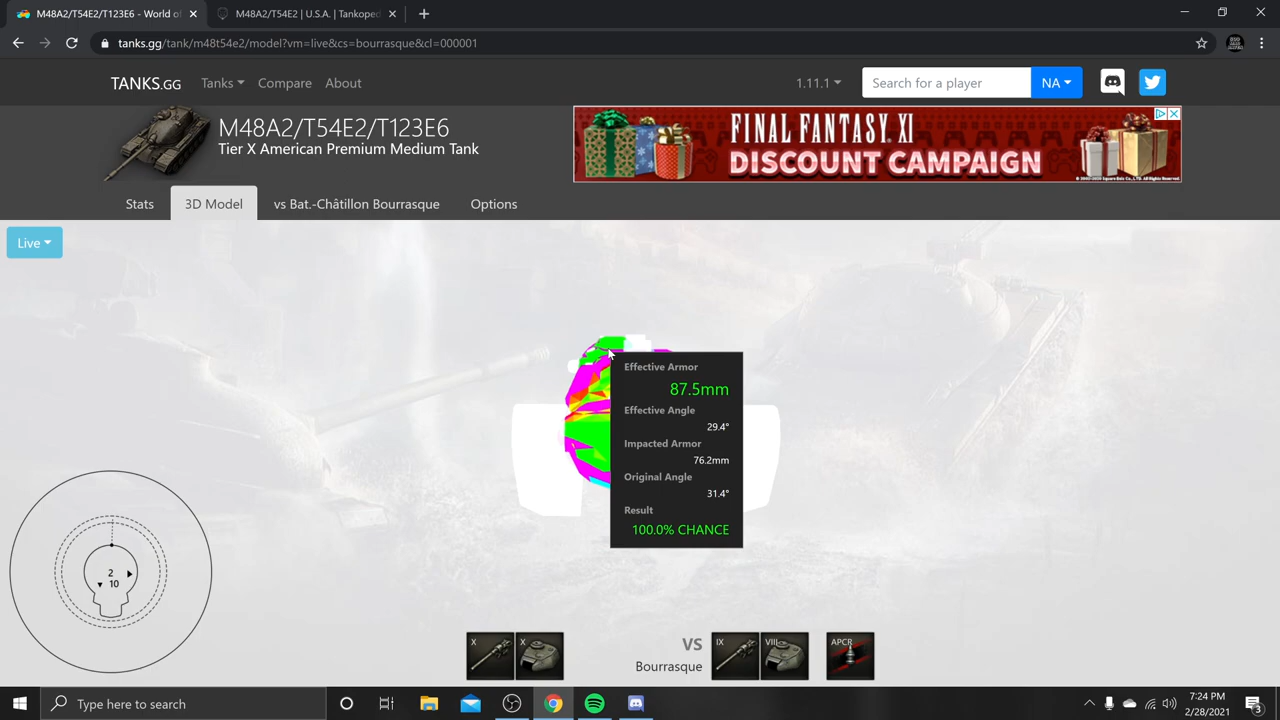 M48A2/T54E2/T123E6 - World of
M48A2/T54E2 | U.S.A. | Tankoped
tanks.gg/tank/m48t54e2/model?vm=live&cs=bourrasque&cl=000001
TANKS.GG
Tanks
Compare
About
1.11.1
Search for a player
NA
M48A2/T54E2/T123E6
Tier X American Premium Medium Tank
FINAL FANTASY XI
DISCOUNT CAMPAIGN
Stats
3D Model
vs Bat.-Châtillon Bourrasque
Options
Live
Effective Armor
87.5mm
Effective Angle
29.4°
Impacted Armor
76.2mm
Original Angle
31.4°
Result
100.0% CHANCE
2
10
X
X
VS
Bourrasque
IX
VIII
APCR
Type here to search
7:24 PM
2/28/2021
3